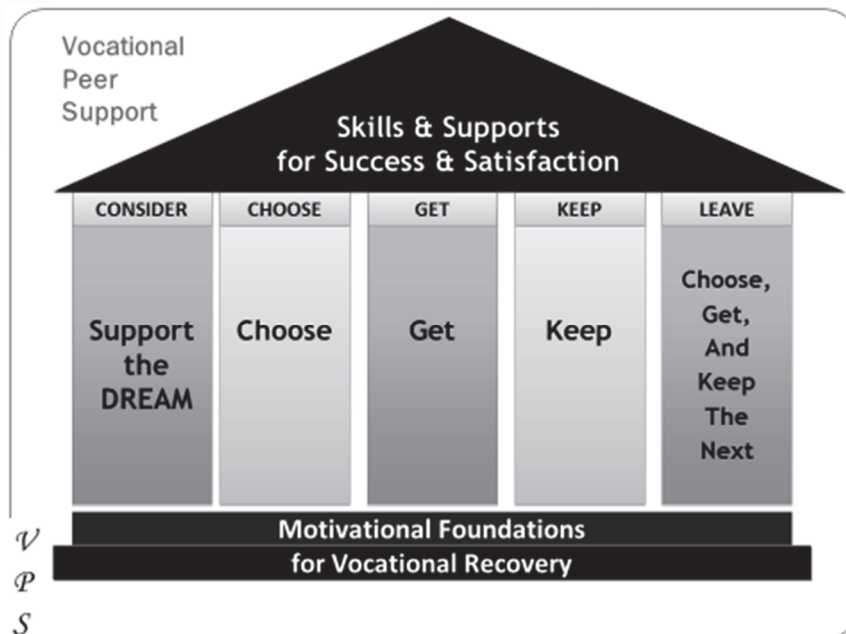 Vocational
Peer
Support
Skills & Supports
for Success & Satisfaction
CONSIDER
CHOOSE
GET
KEEP
LEAVE
Support
the
DREAM
Choose
Get
Keep
Choose,
Get,
And
Keep
The
Next
Motivational Foundations
for Vocational Recovery
V
P
S